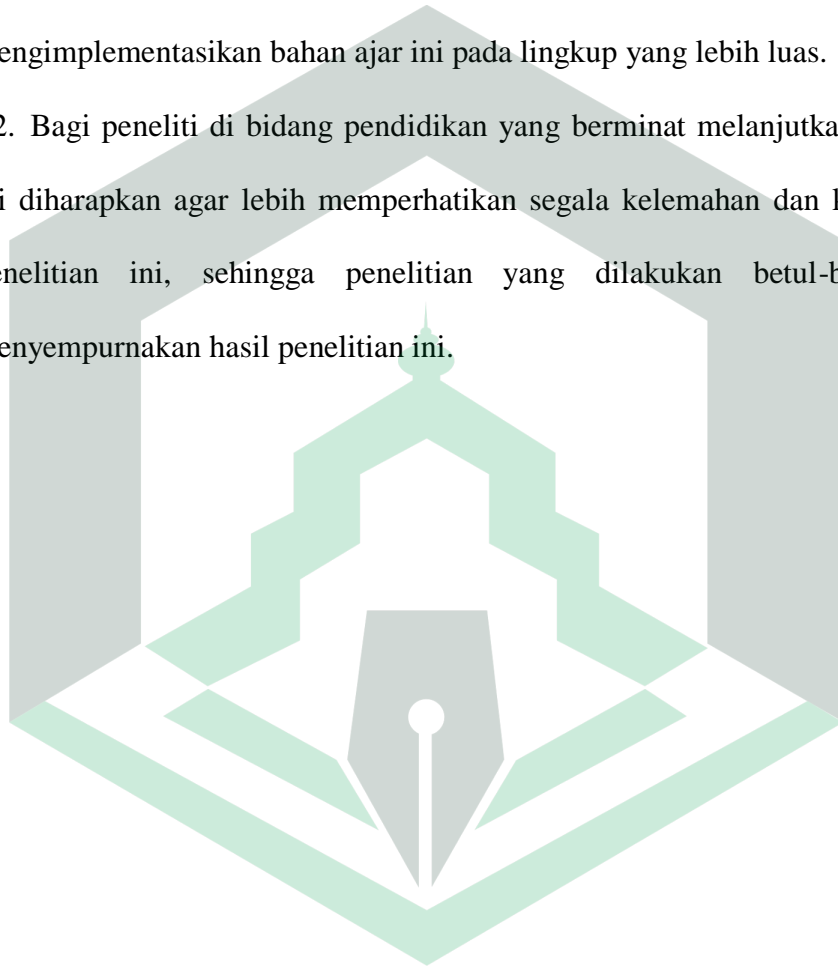 engimplementasikan bahan ajar ini pada lingkup yang lebih luas.
2. Bagi peneliti di bidang pendidikan yang berminat melanjutka
i diharapkan agar lebih memperhatikan segala kelemahan dan
enelitian ini, sehingga penelitian yang dilakukan betul-b
enyempurnakan hasil penelitian ini.